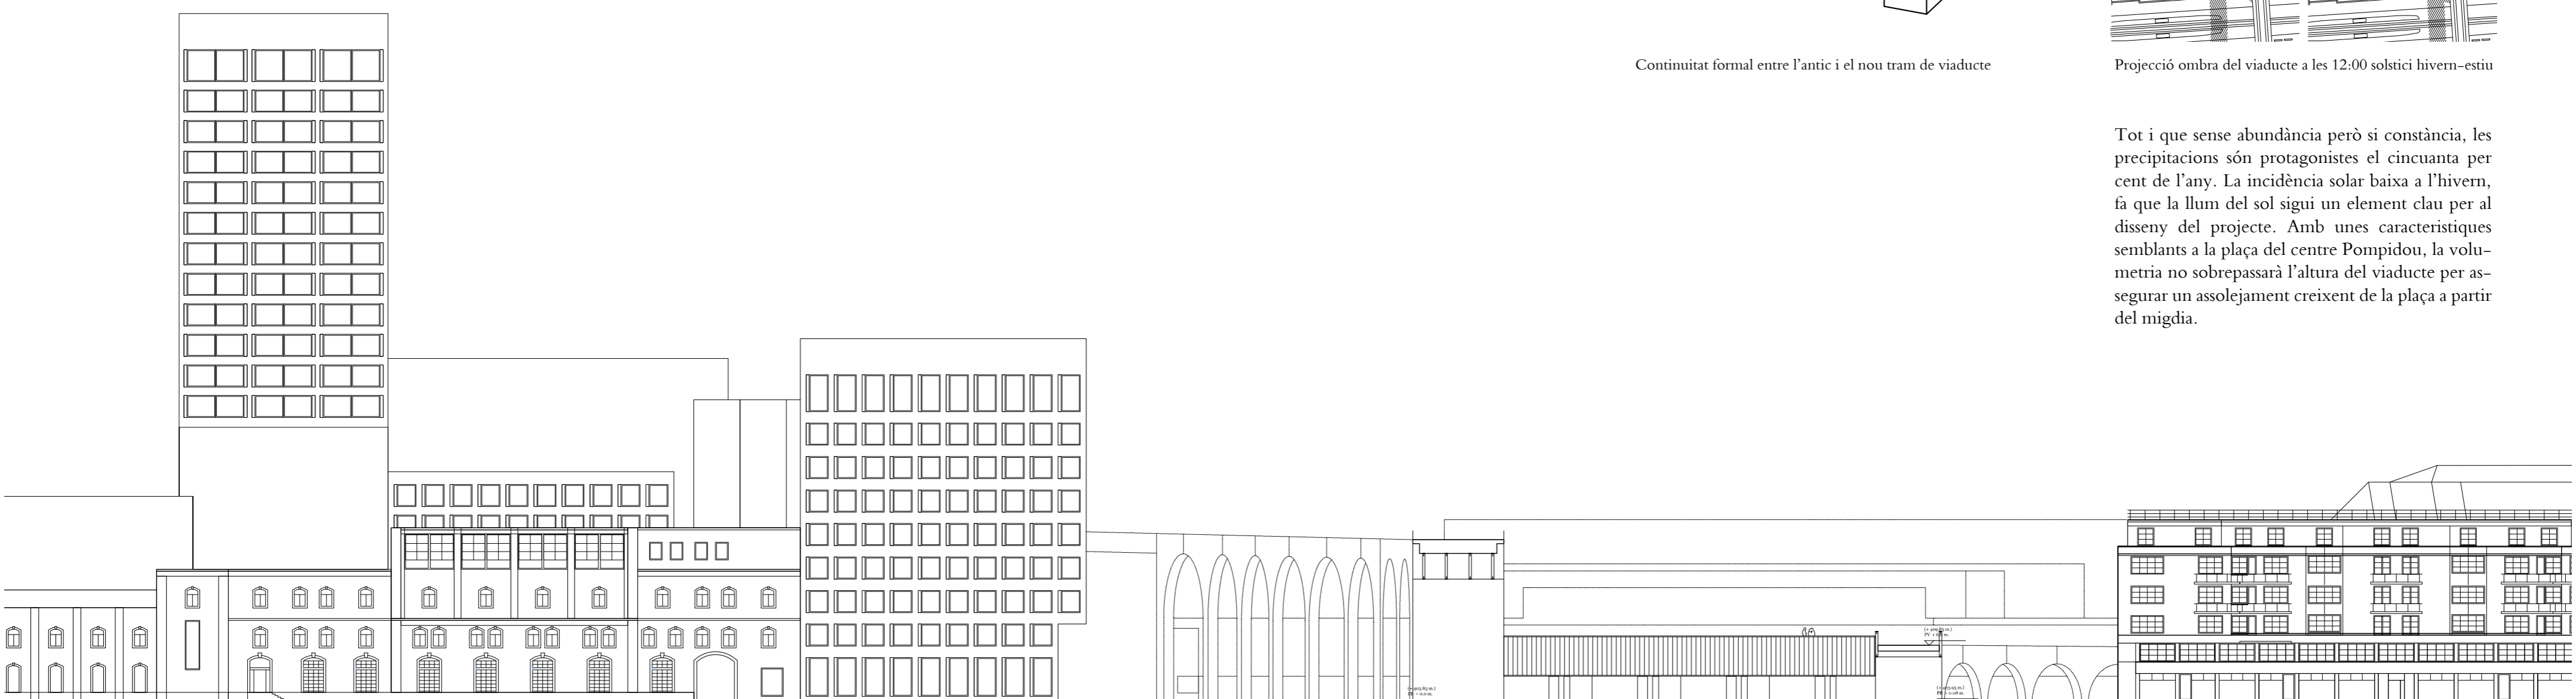 Continuitat formal entre l’antic i el nou tram de viaducte
Projecció ombra del viaducte a les 12:00 solstici hivern-estiu
Tot i que sense abundància però si constància, les
precipitacions són protagonistes el cincuanta per
cent de l’any. La incidència solar baixa a l’hivern,
fa que la llum del sol sigui un element clau per al
disseny del projecte. Amb unes caracteristiques
semblants a la plaça del centre Pompidou, la volu-
metria no sobrepassarà l’altura del viaducte per as-
segurar un assolejament creixent de la plaça a partir
del migdia.